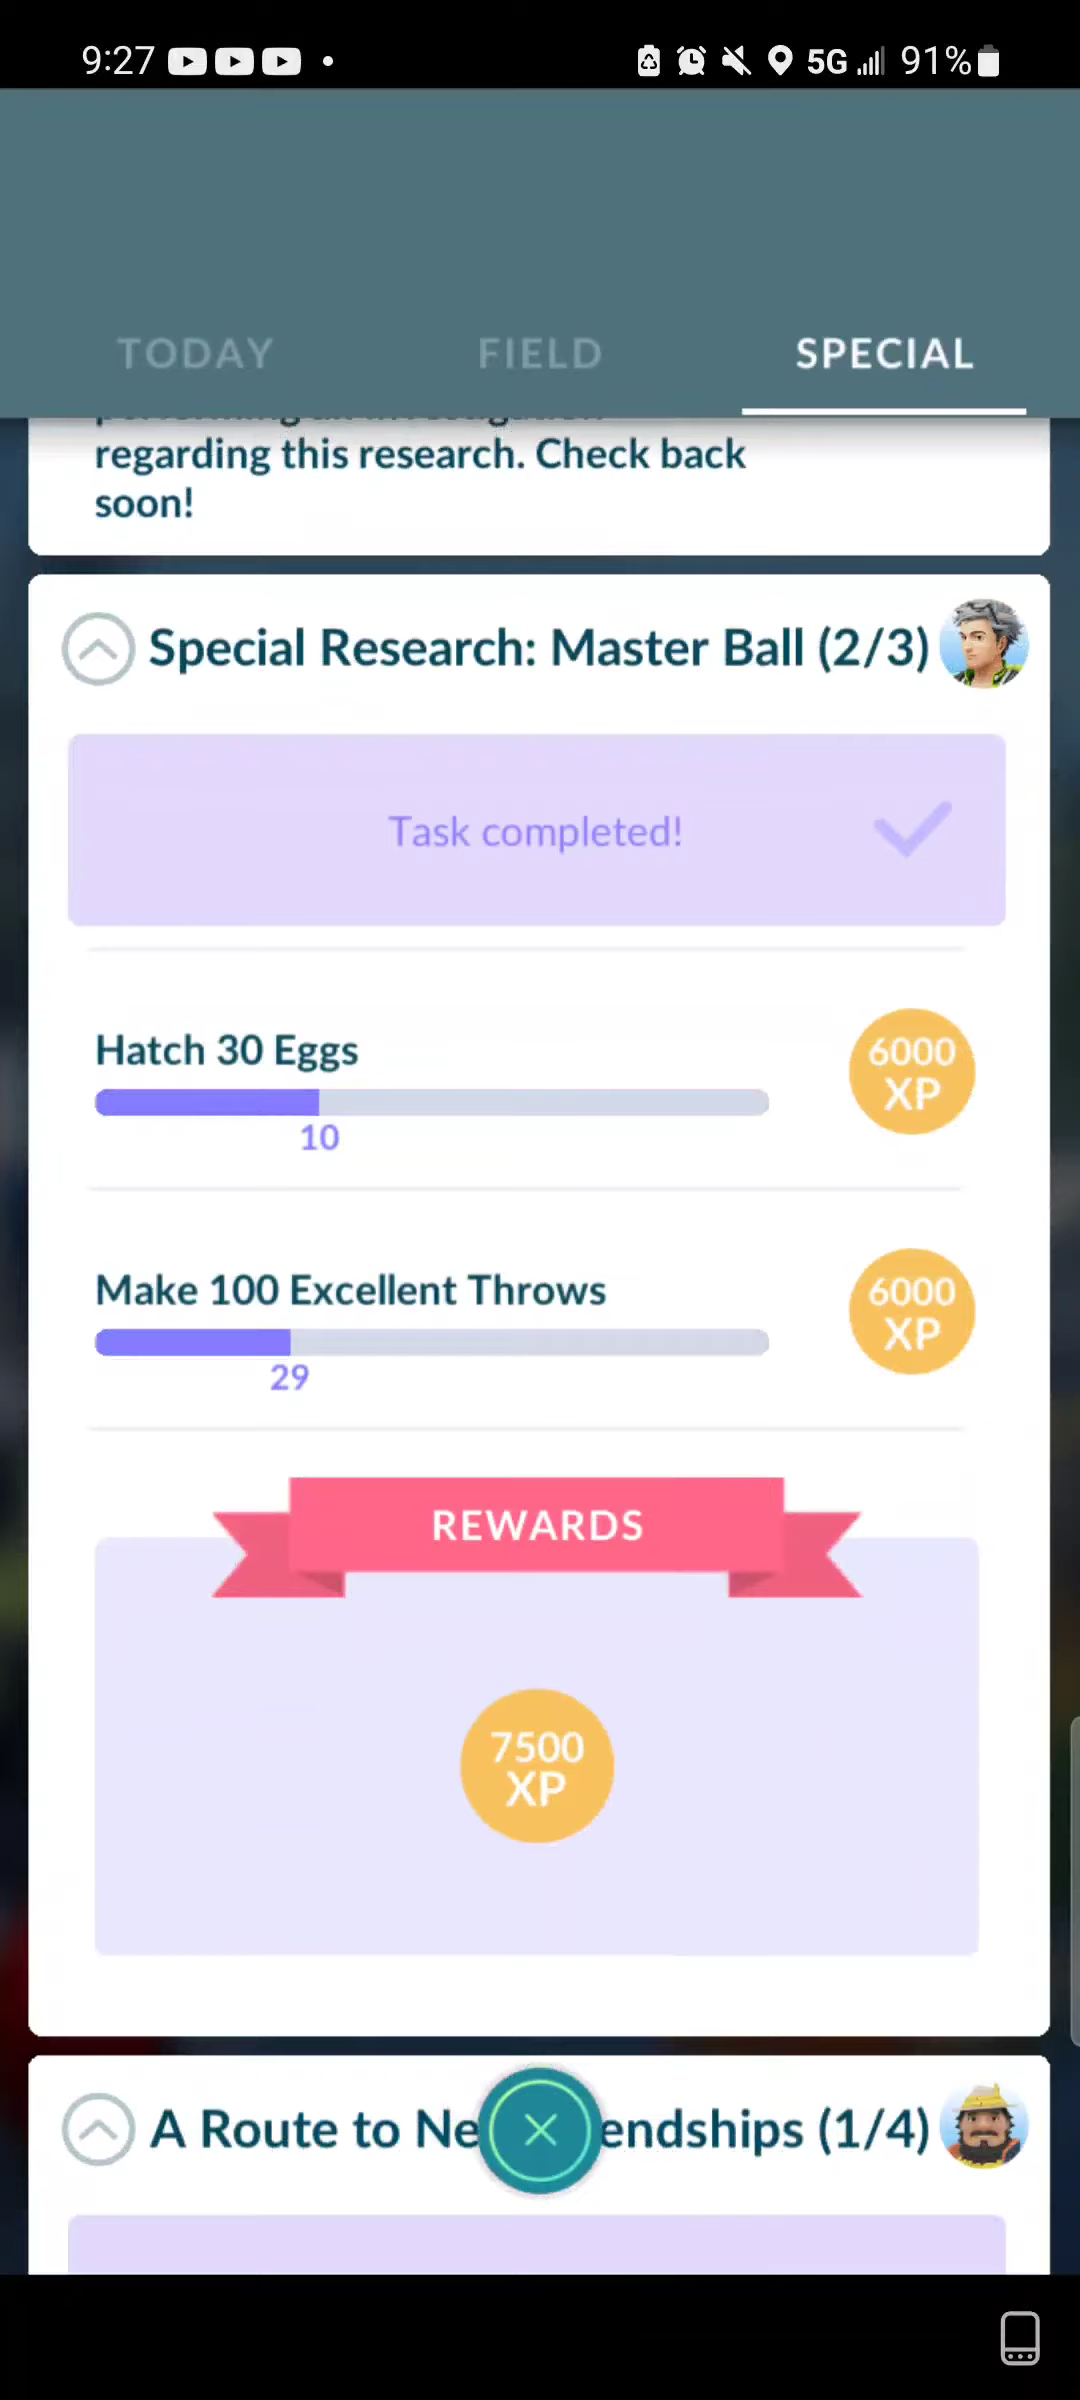 9:27
5G 91%
TODAY FIELD SPECIAL
regarding this research. Check back
soon!
Special Research: Master Ball (2/3)
Task completed!
Hatch 30 Eggs
6000
XP
10
Make 100 Excellent Throws
6000
XP
29
REWARDS
7500
XP
A Route to Ne endships (1/4)